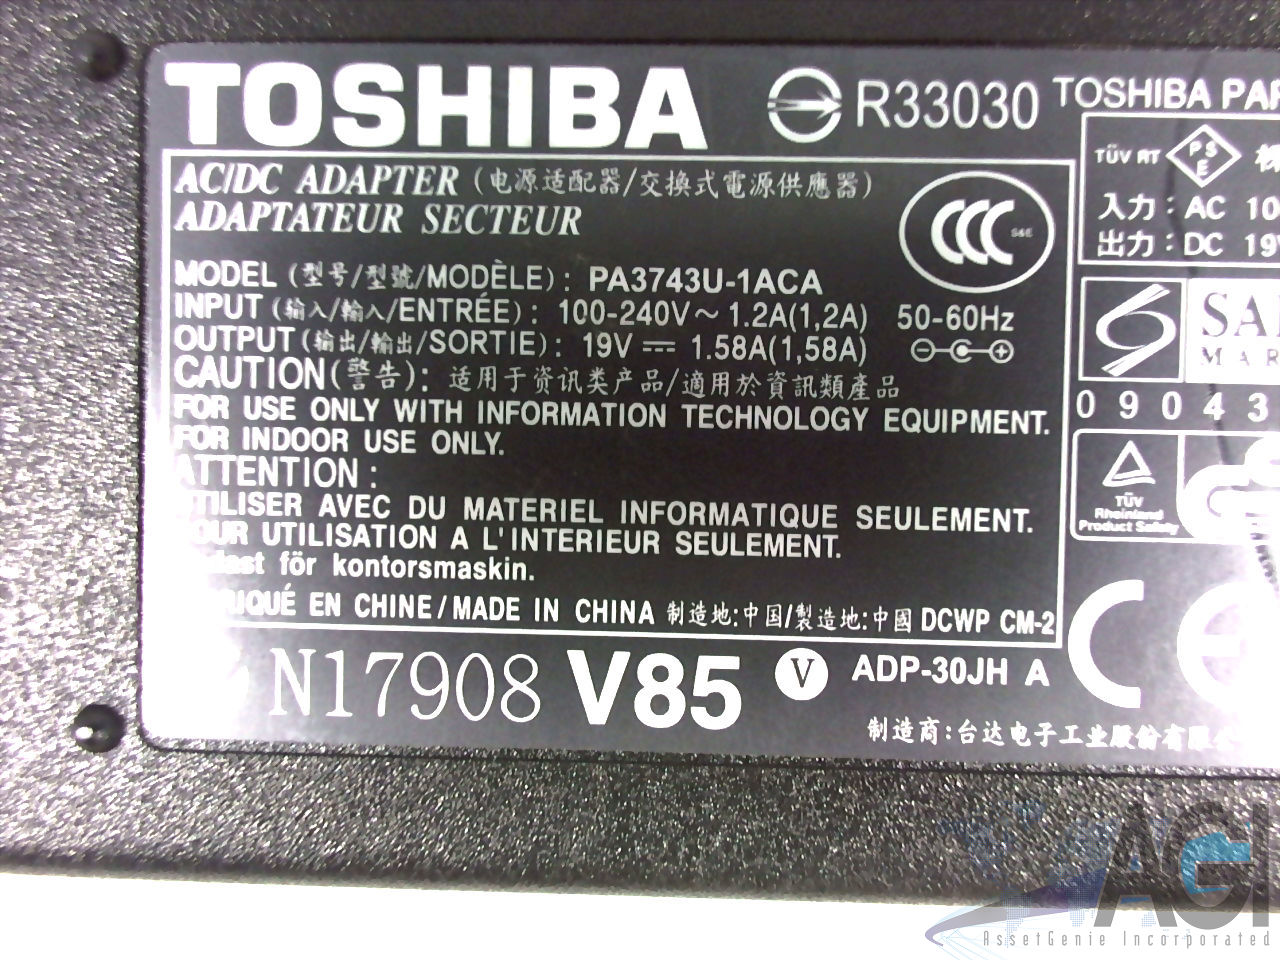 TOSHIBA
R33030
TOSHIBA
AC/DC ADAPTER (电源适配器/交換式電源供應器)
ADAPTATEUR SECTEUR
MODEL (型号/型號/MODÈLE): PA3743U-1ACA
INPUT (输入/輸入/ENTRÉE): 100-240V~ 1.2A(1,2A) 50-60Hz
OUTPUT (输出/輸出/SORTIE): 19V ⎓ 1.58A(1,58A)
CAUTION (警告): 适用于资讯类产品/適用於資訊類產品
FOR USE ONLY WITH INFORMATION TECHNOLOGY EQUIPMENT.
FOR INDOOR USE ONLY.
ATTENTION :
UTILISER AVEC DU MATERIEL INFORMATIQUE SEULEMENT.
POUR UTILISATION A L'INTERIEUR SEULEMENT.
för kontorsmaskin.
EN CHINE/MADE IN CHINA 制造地:中国/製造地:中國 DCWP CM-2
CCC S&E
N17908 V85 V ADP-30JH A
制造商:台达电子工业股份有限
TÜV RT PSE
入力: AC
出力: DC
09043
TÜV
Rheinland
Product Safety
CE
AGI
AssetGenie Incorporated